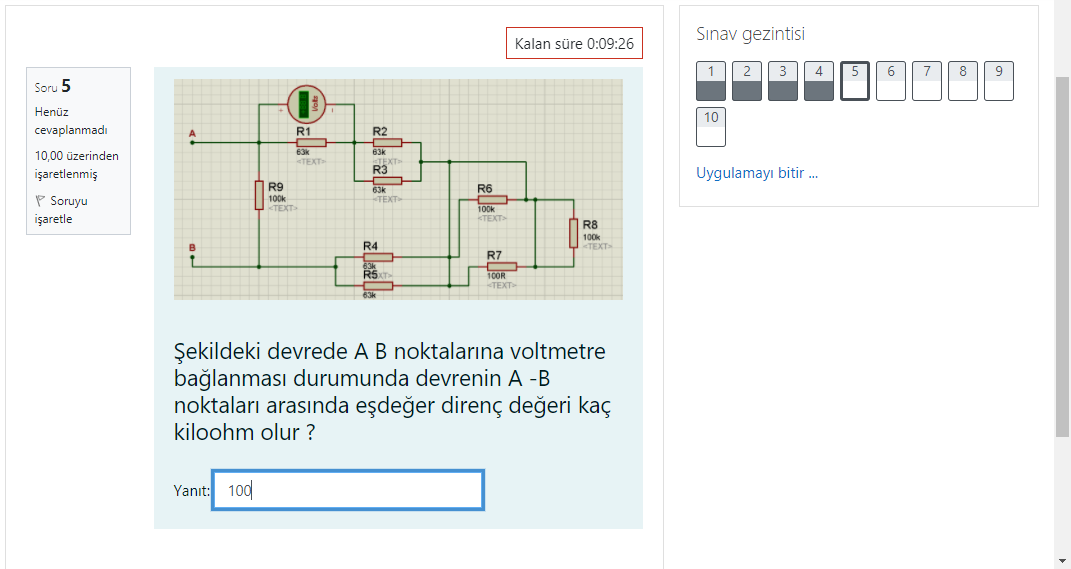 Kalan süre 0:09:26
Soru 5
Henüz
cevaplanmadı
10,00 üzerinden
işaretlenmiş
Soruyu
işaretle
Volts
+
A
R1
63k
<TEXT>
R2
63k
<TEXT>
R3
63k
<TEXT>
R9
100k
<TEXT>
R6
100k
<TEXT>
R8
100k
<TEXT>
B
R4
63k
R5
63k
R7
100R
<TEXT>
Şekildeki devrede A B noktalarına voltmetre
bağlanması durumunda devrenin A -B
noktaları arasında eşdeğer direnç değeri kaç
kiloohm olur ?
Yanıt: 100
Sınav gezintisi
1 2 3 4 5 6 7 8 9
10
Uygulamayı bitir ...